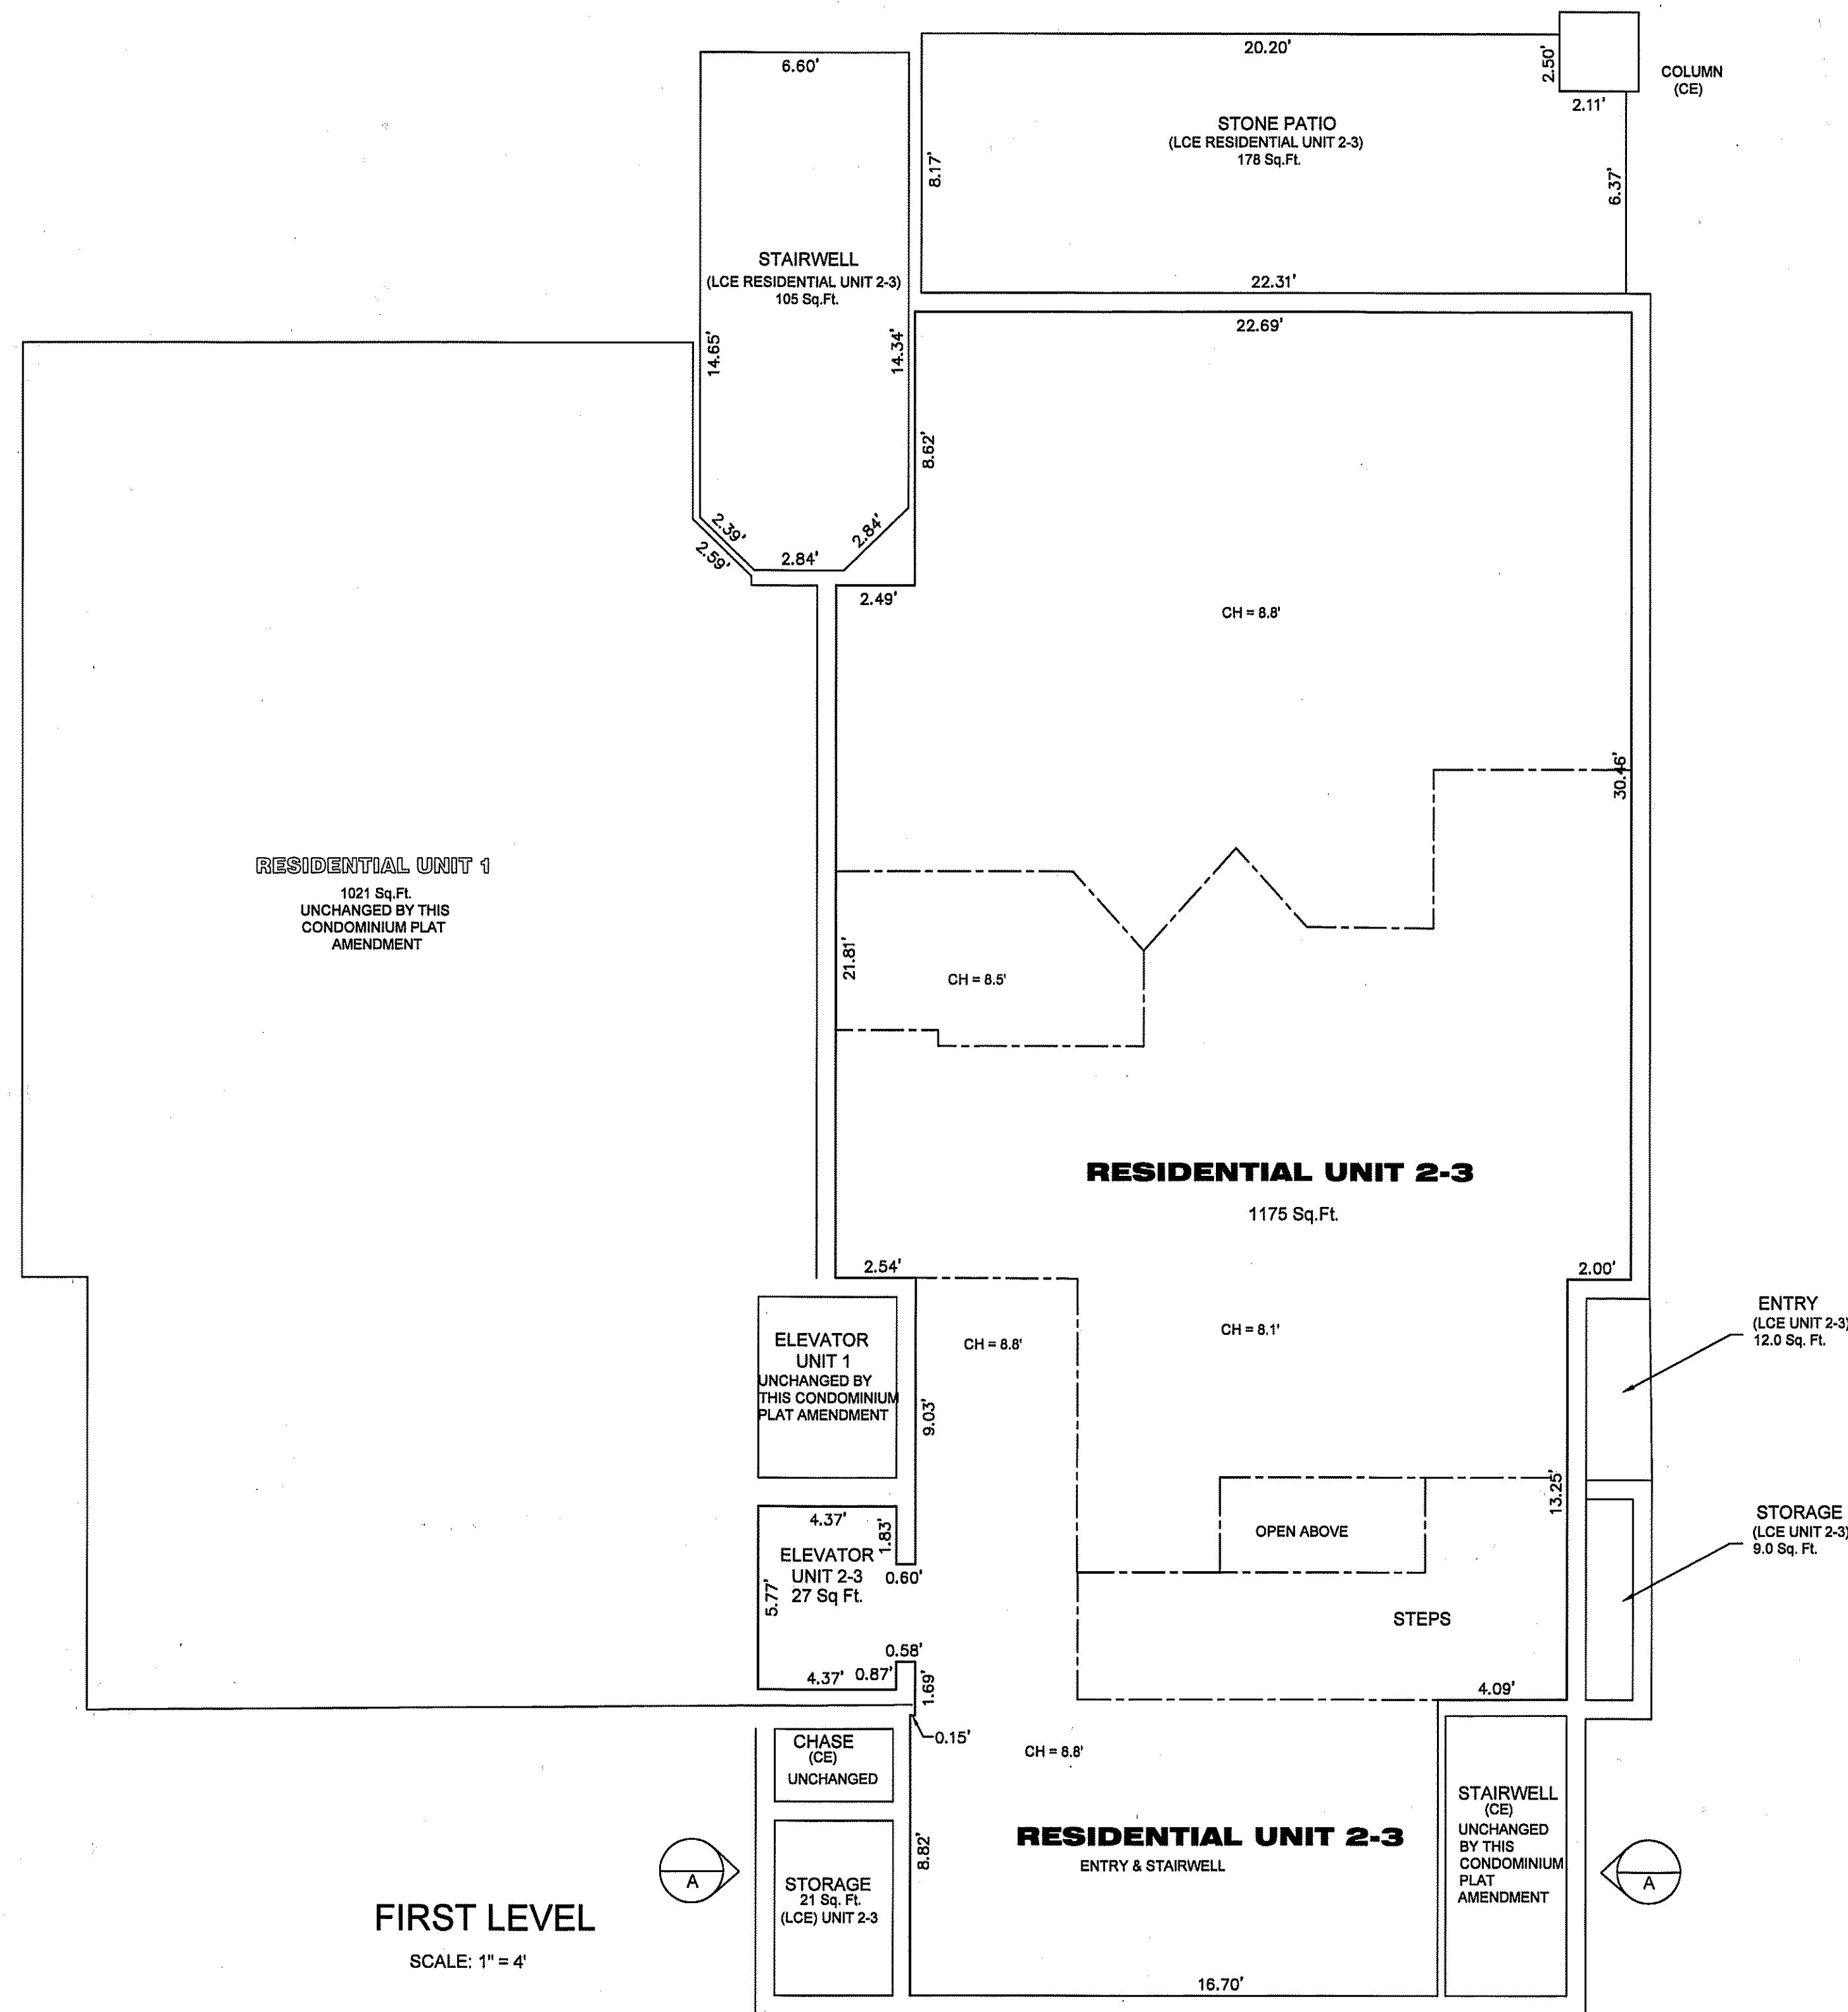 6.60'
20.20'
2.50'
COLUMN
(CE)
2.11'
STONE PATIO
(LCE RESIDENTIAL UNIT 2-3)
178 Sq.Ft.
8.17'
6.37'
STAIRWELL
(LCE RESIDENTIAL UNIT 2-3)
105 Sq.Ft.
22.31'
22.69'
14.65'
14.34'
8.62'
2.39'
2.59'
2.84'
2.84'
2.49'
CH = 8.8'
30.46'
RESIDENTIAL UNIT 1
1021 Sq.Ft.
UNCHANGED BY THIS
CONDOMINIUM PLAT
AMENDMENT
21.81'
CH = 8.5'
RESIDENTIAL UNIT 2-3
1175 Sq.Ft.
2.54'
2.00'
ENTRY
(LCE UNIT 2-3)
12.0 Sq. Ft.
ELEVATOR
UNIT 1
UNCHANGED BY
THIS CONDOMINIUM
PLAT AMENDMENT
CH = 8.8'
CH = 8.1'
9.03'
13.25'
STORAGE
(LCE UNIT 2-3)
9.0 Sq. Ft.
4.37'
1.83'
OPEN ABOVE
ELEVATOR
UNIT 2-3
27 Sq Ft.
0.60'
5.77'
STEPS
0.58'
4.37'
0.87'
1.69'
4.09'
0.15'
CHASE
(CE)
UNCHANGED
CH = 8.8'
STAIRWELL
(CE)
UNCHANGED
BY THIS
CONDOMINIUM
PLAT
AMENDMENT
RESIDENTIAL UNIT 2-3
ENTRY & STAIRWELL
8.82'
A
A
STORAGE
21 Sq. Ft.
(LCE) UNIT 2-3
FIRST LEVEL
SCALE: 1" = 4'
16.70'